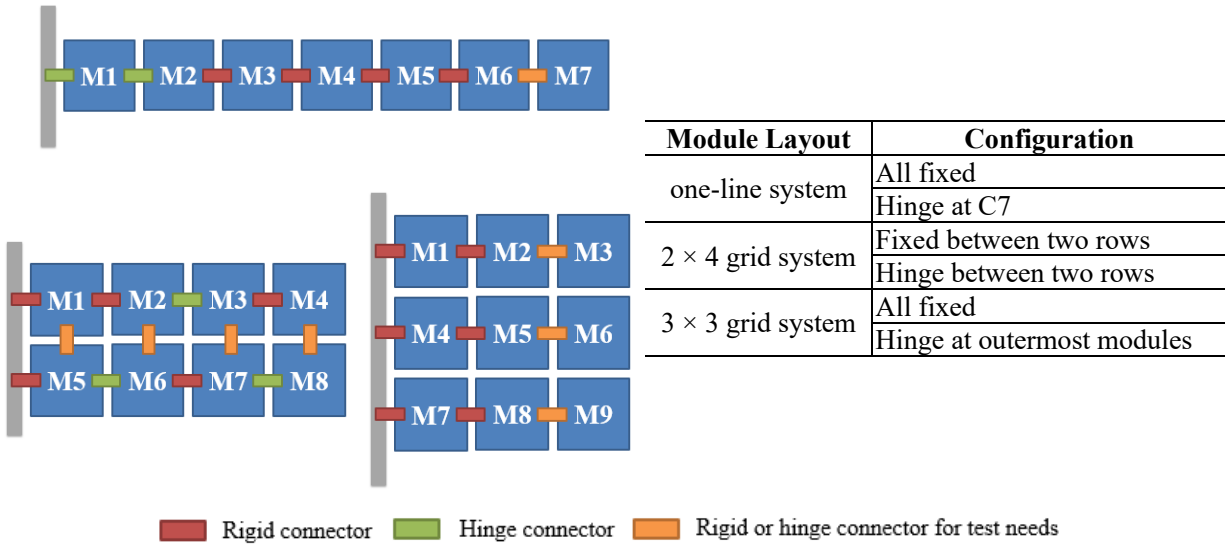 M1 M2 M3 M4 M5 M6 M7
M1 M2 M3 M4
M5 M6 M7 M8
M1 M2 M3
M4 M5 M6
M7 M8 M9
Module Layout Configuration
one-line system
All fixed
Hinge at C7
2 × 4 grid system
Fixed between two rows
Hinge between two rows
3 × 3 grid system
All fixed
Hinge at outermost modules
Rigid connector Hinge connector Rigid or hinge connector for test needs